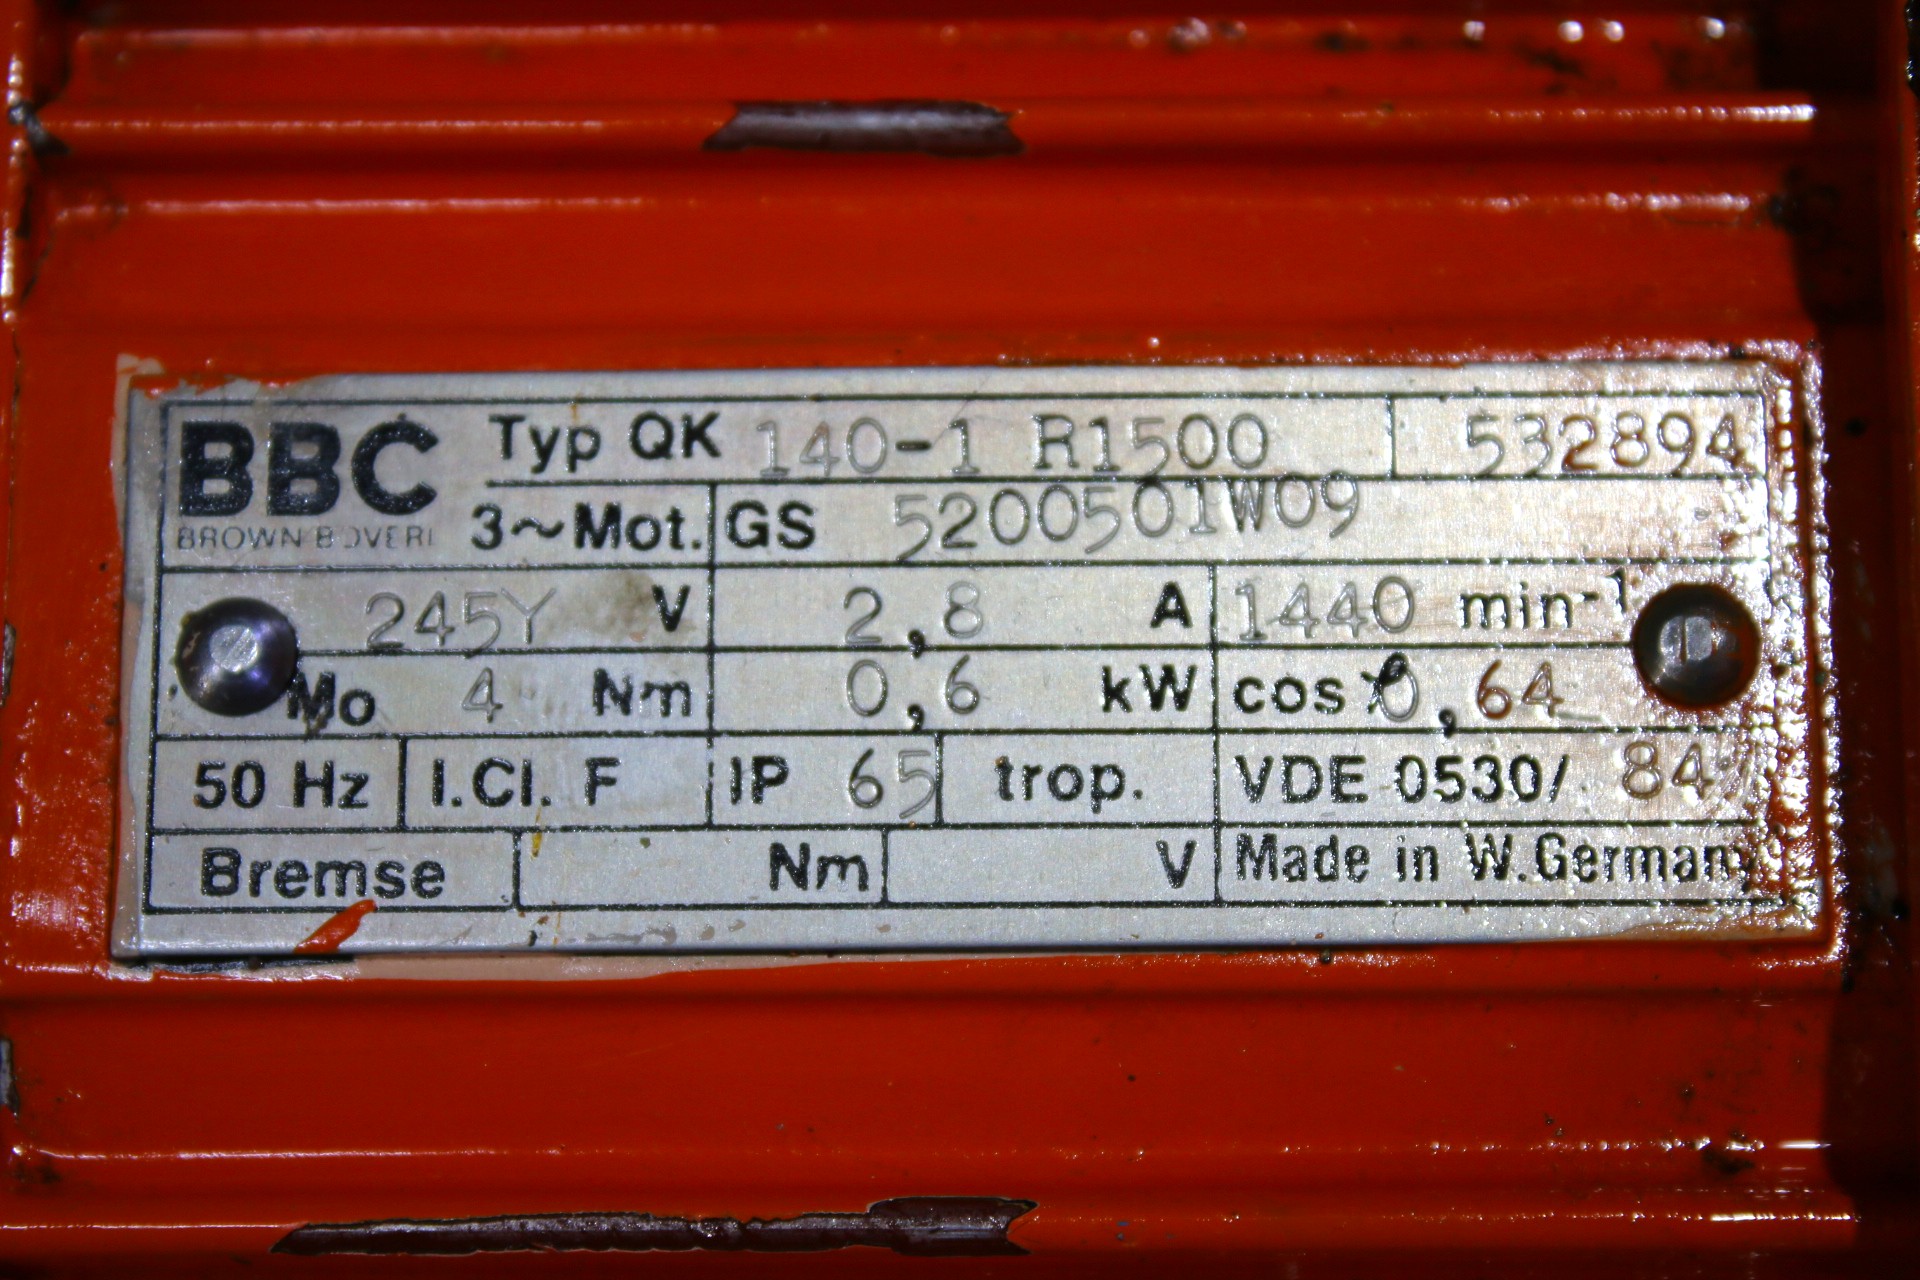 BBC Typ QK 140-1 R1500 532894
BROWN BOVERI 3~Mot. GS 5200501W09
245Y V 2,8 A 1440 min-1
Mo 4 Nm 0,6 kW cos φ 0,64
50 Hz I.Cl. F IP 65 trop. VDE 0530/ 84
Bremse Nm V Made in W.Germany